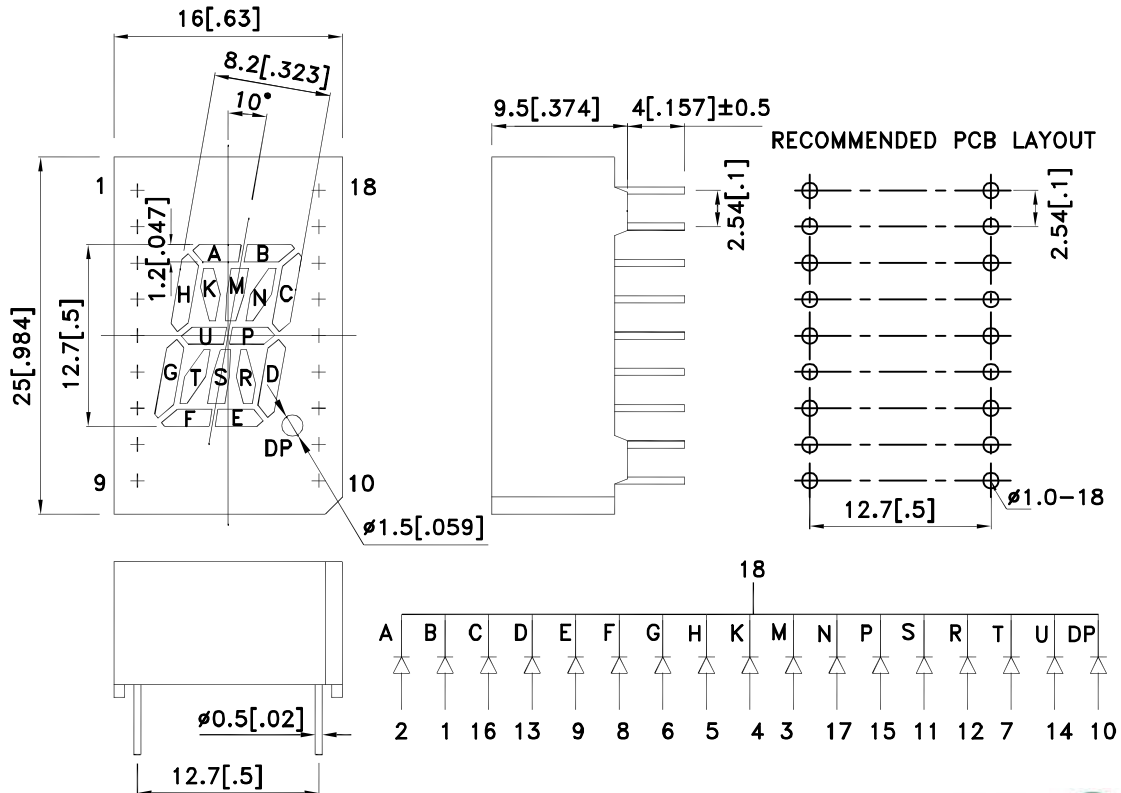 16[.63]
8.2[.323]
10°
9.5[.374]
4[.157]±0.5
RECOMMENDED PCB LAYOUT
1
18
2.54[.1]
2.54[.1]
1.2[.047]
A B
H K M N C
U P
G T S R D
F E
DP
12.7[.5]
25[.984]
9
10
ø1.5[.059]
ø1.0-18
12.7[.5]
18
A B C D E F G H K M N P S R T U DP
2 1 16 13 9 8 6 5 4 3 17 15 11 12 7 14 10
ø0.5[.02]
12.7[.5]